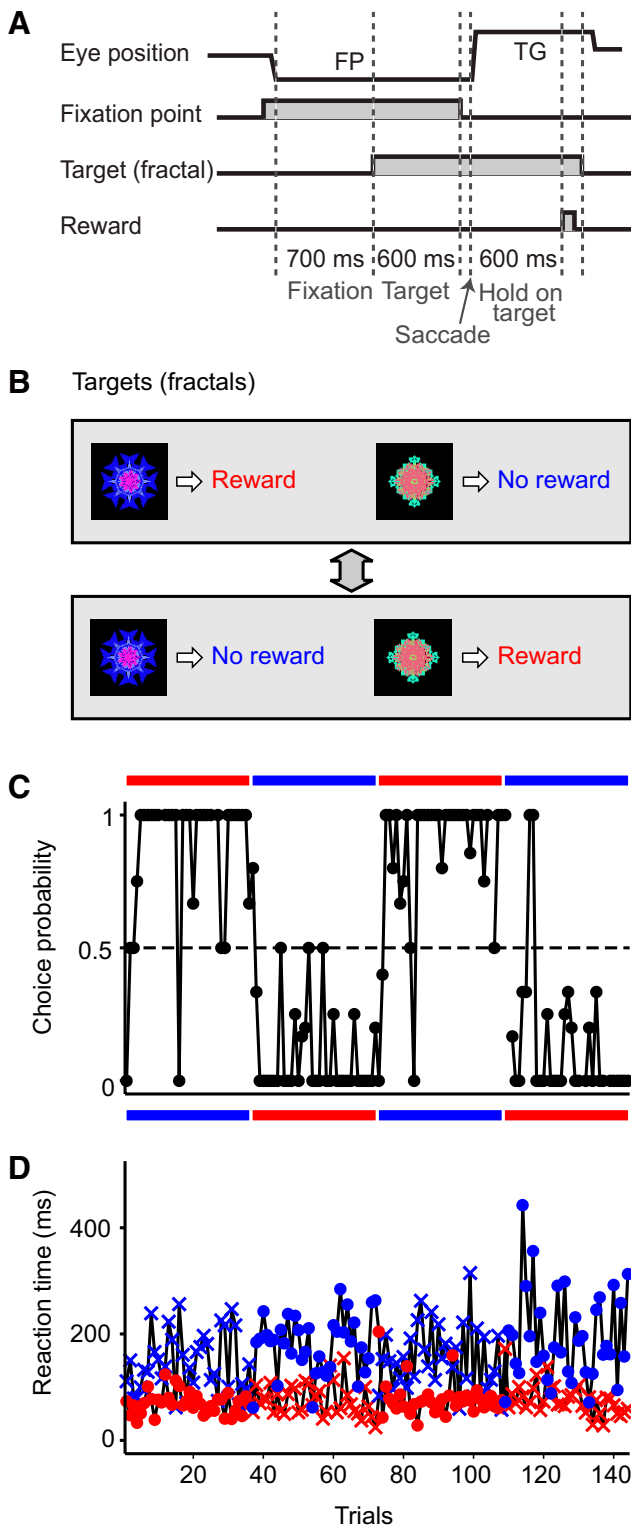 A
Eye position
FP
TG
Fixation point
Target (fractal)
Reward
700 ms 600 ms 600 ms
Fixation Target Hold on target
Saccade
B Targets (fractals)
Reward No reward
No reward Reward
C
Choice probability
1
0.5
0
D
Reaction time (ms)
400
200
0
20 40 60 80 100 120 140
Trials